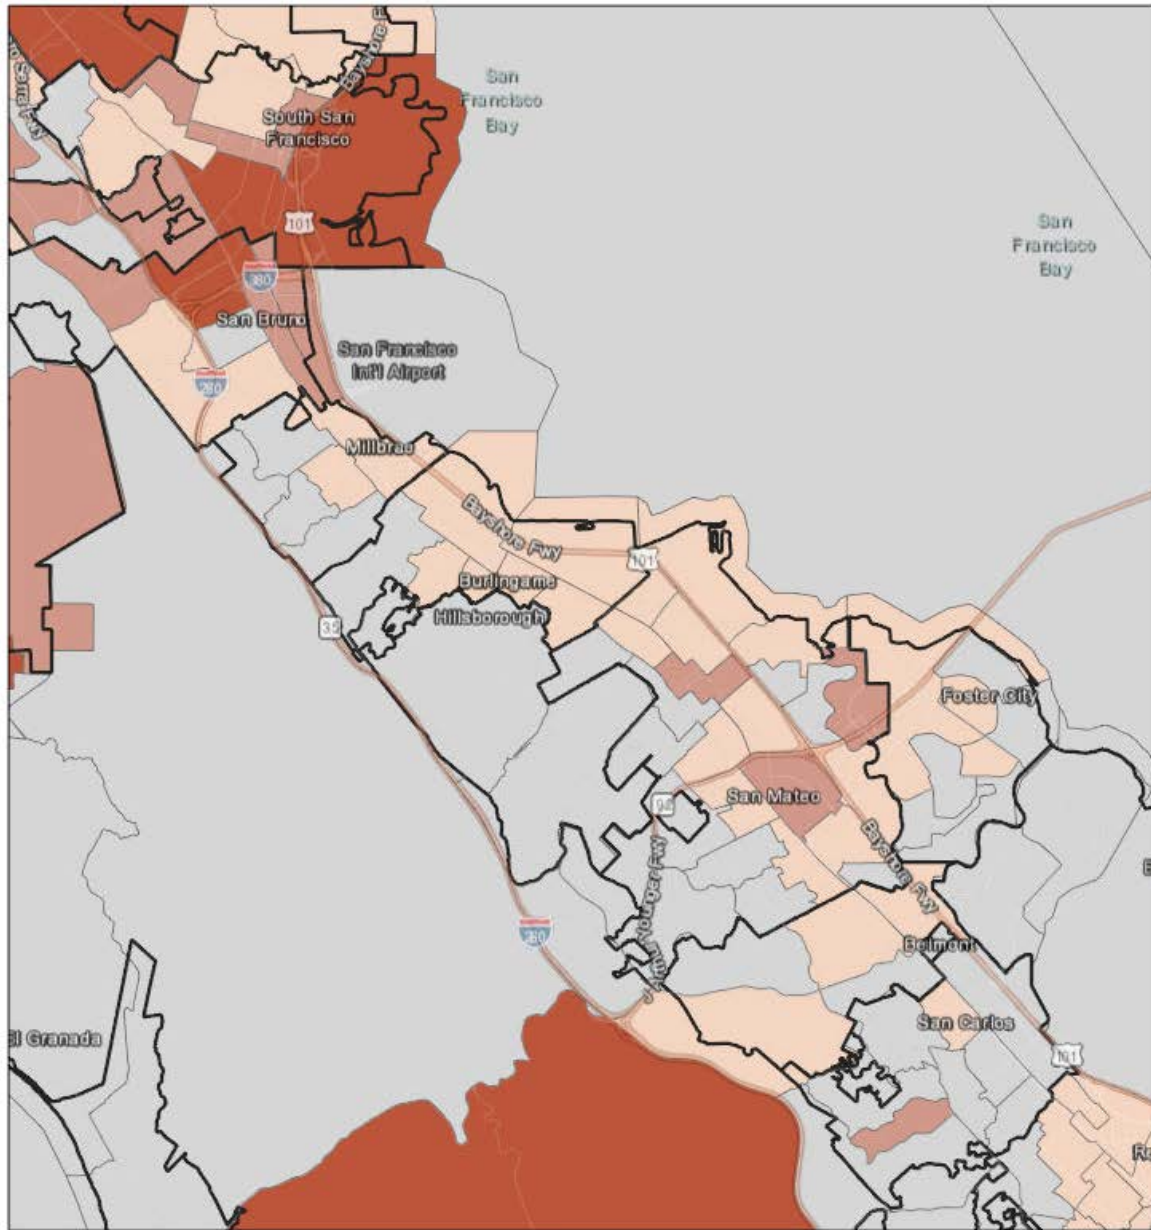 San
Francisco
Bay
South San
Francisco
101
San
Francisco
Bay
380
San Bruno
San Francisco
Int'l Airport
280
Millbrae
Bayshore Fwy
101
Burlingame
Hillsborough
35
Foster City
San Mateo
Bayshore Fwy
280
Belmont
El Granada
San Carlos
101